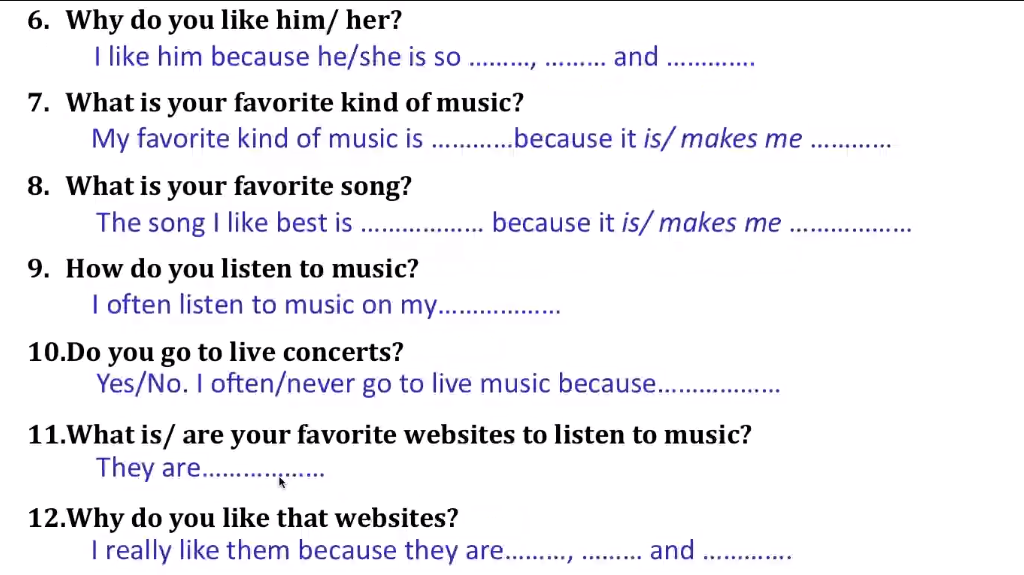 6. Why do you like him/ her?
I like him because he/she is so ………, ……… and ………….
7. What is your favorite kind of music?
My favorite kind of music is …………because it is/ makes me …………
8. What is your favorite song?
The song I like best is ……………… because it is/ makes me ………………
9. How do you listen to music?
I often listen to music on my………………
10.Do you go to live concerts?
Yes/No. I often/never go to live music because………………
11.What is/ are your favorite websites to listen to music?
They are………………
12.Why do you like that websites?
I really like them because they are………, ……… and ………….